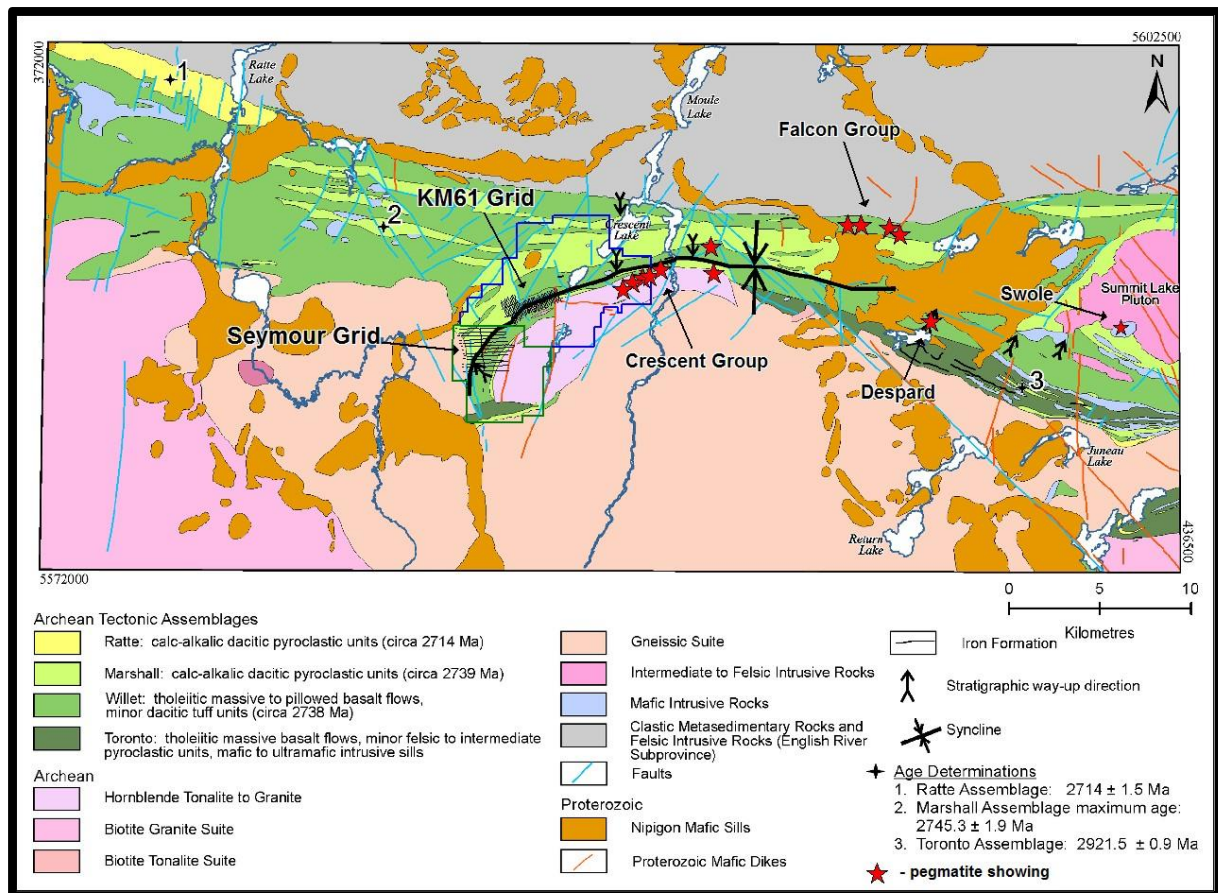 5602500
372000
Ratte
Lake
1
Moule
Lake
N
Falcon Group
KM61 Grid
2
Crescent
Lake
Swole
Summit Lake
Pluton
Seymour Grid
Crescent Group
Despard
3
Juneau
Lake
Return
Lake
436500
5572000
0 5 10
Kilometres
Archean Tectonic Assemblages
Ratte: calc-alkalic dacitic pyroclastic units (circa 2714 Ma)
Marshall: calc-alkalic dacitic pyroclastic units (circa 2739 Ma)
Willet: tholeiitic massive to pillowed basalt flows,
minor dacitic tuff units (circa 2738 Ma)
Toronto: tholeiitic massive basalt flows, minor felsic to intermediate
pyroclastic units, mafic to ultramafic intrusive sills
Archean
Hornblende Tonalite to Granite
Biotite Granite Suite
Biotite Tonalite Suite
Gneissic Suite
Intermediate to Felsic Intrusive Rocks
Mafic Intrusive Rocks
Clastic Metasedimentary Rocks and
Felsic Intrusive Rocks (English River
Subprovince)
Faults
Proterozoic
Nipigon Mafic Sills
Proterozoic Mafic Dikes
Iron Formation
Stratigraphic way-up direction
Syncline
Age Determinations
1. Ratte Assemblage: 2714 ± 1.5 Ma
2. Marshall Assemblage maximum age:
2745.3 ± 1.9 Ma
3. Toronto Assemblage: 2921.5 ± 0.9 Ma
- pegmatite showing